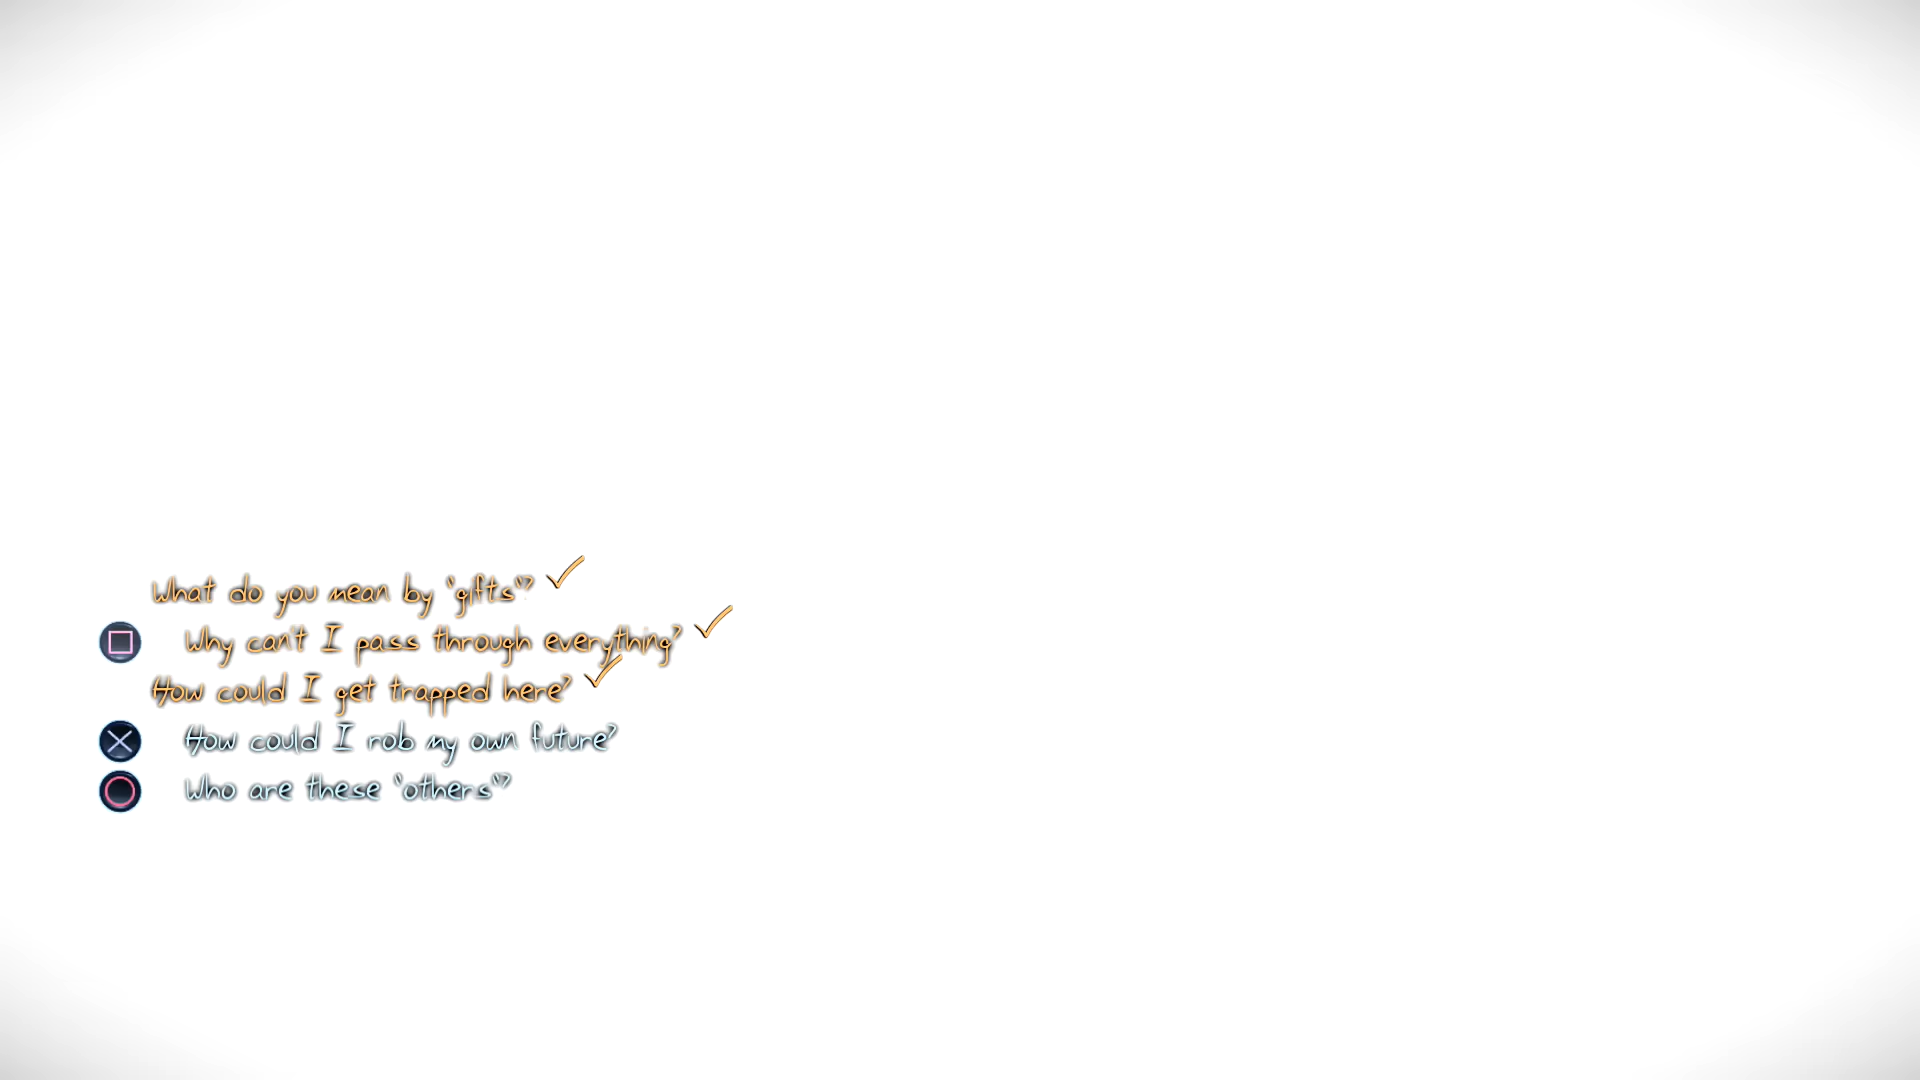 What do you mean by "gifts"?
Why can't I pass through everything?
How could I get trapped here?
How could I rob my own future?
Who are these "others"?